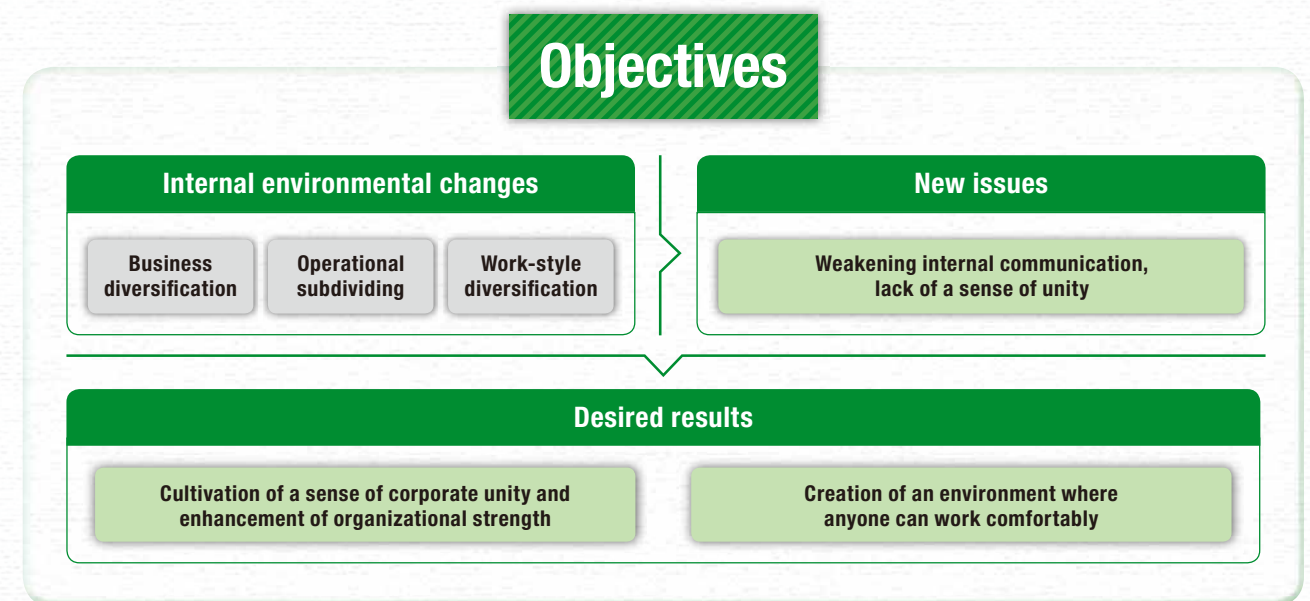 Objectives
Internal environmental changes
Business
diversification
Operational
subdividing
Work-style
diversification
New issues
Weakening internal communication,
lack of a sense of unity
Desired results
Cultivation of a sense of corporate unity and
enhancement of organizational strength
Creation of an environment where
anyone can work comfortably